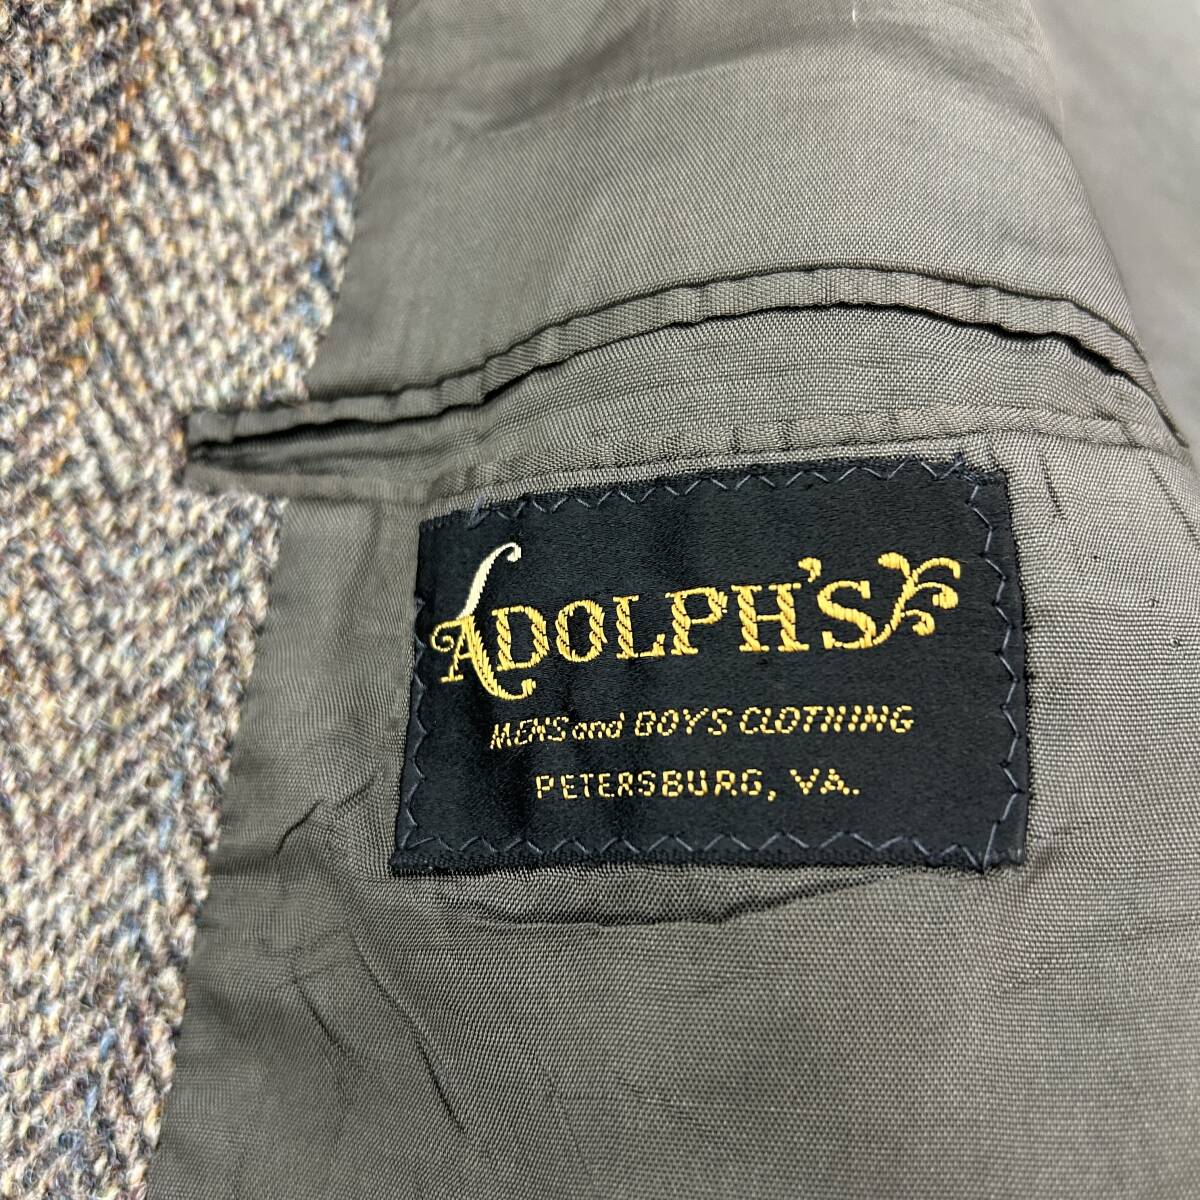 ADOLPH'S
MENS and BOYS CLOTHING
PETERSBURG, VA.